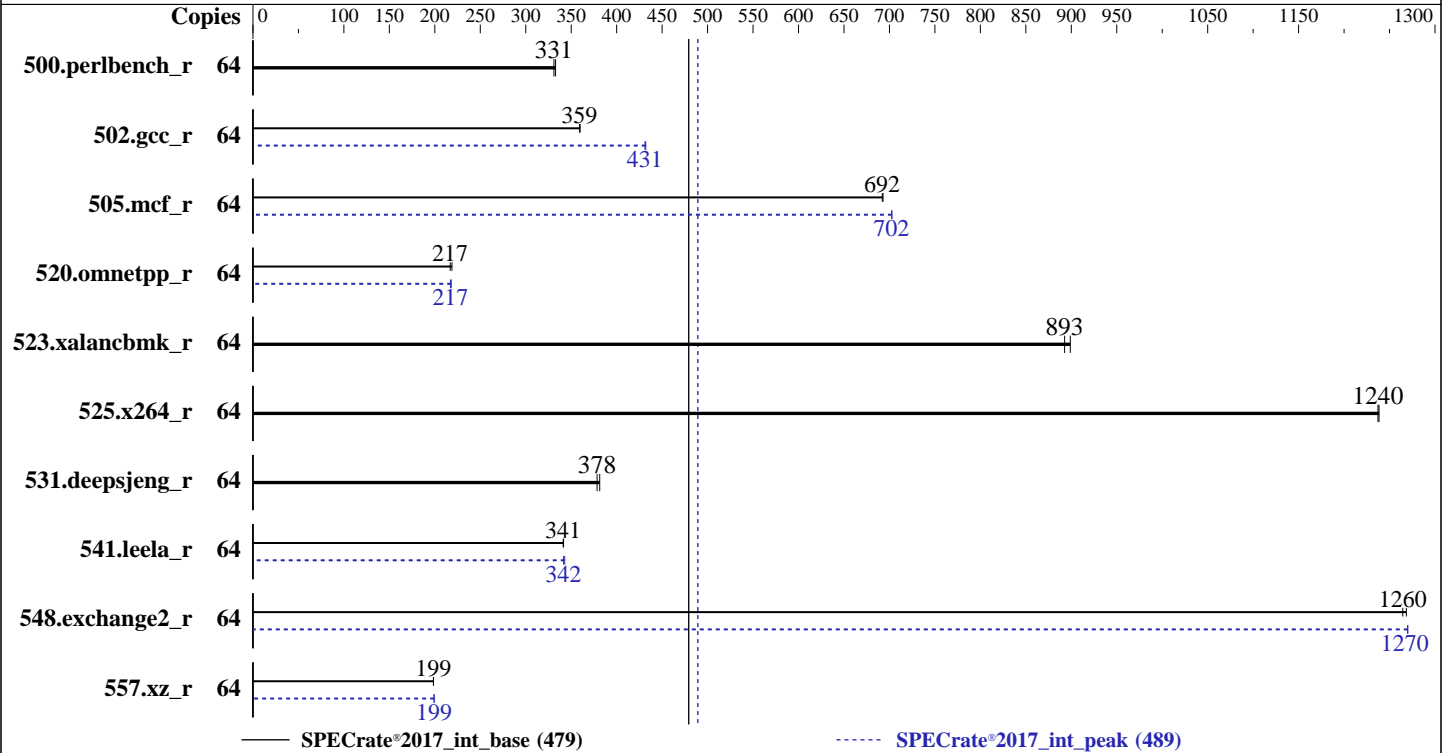 Copies 0 100 150 200 250 300 350 400 450 500 550 600 650 700 750 800 850 900 950 1050 1150 1300
500.perlbench_r 64 331
502.gcc_r 64 359
431
505.mcf_r 64 692
702
520.omnetpp_r 64 217
217
523.xalancbmk_r 64 893
525.x264_r 64 1240
531.deepsjeng_r 64 378
541.leela_r 64 341
342
548.exchange2_r 64 1260
1270
557.xz_r 64 199
199
SPECrate®2017_int_base (479) SPECrate®2017_int_peak (489)